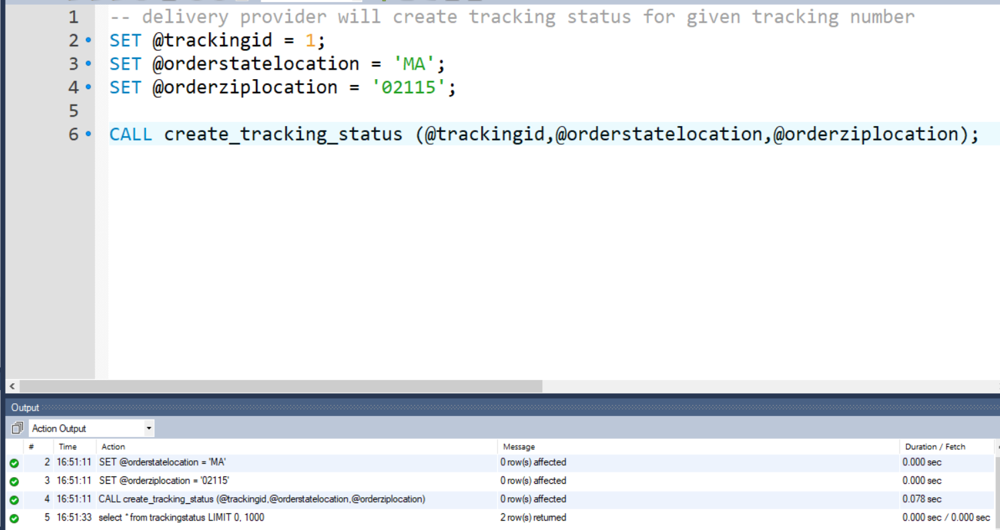 1 -- delivery provider will create tracking status for given tracking number
2 SET @trackingid = 1;
3 SET @orderstatelocation = 'MA';
4 SET @orderziplocation = '02115';
5
6 CALL create_tracking_status (@trackingid,@orderstatelocation,@orderziplocation);
Output
Action Output
# Time Action Message Duration / Fetch
2 16:51:11 SET @orderstatelocation = 'MA' 0 row(s) affected 0.000 sec
3 16:51:11 SET @orderziplocation = '02115' 0 row(s) affected 0.000 sec
4 16:51:11 CALL create_tracking_status (@trackingid,@orderstatelocation,@orderziplocation) 0 row(s) affected 0.078 sec
5 16:51:33 select * from trackingstatus LIMIT 0, 1000 2 row(s) returned 0.000 sec / 0.000 sec